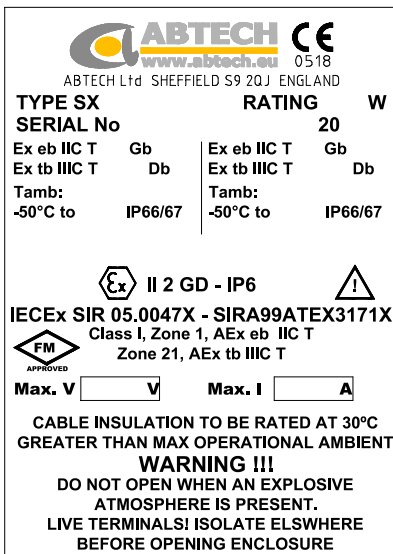 ABTECH
www.abtech.eu
CE
0518
ABTECH Ltd SHEFFIELD S9 2QJ ENGLAND
TYPE SX RATING W
SERIAL No 20
Ex eb IIC T Gb
Ex tb IIIC T Db
Tamb:
-50°C to IP66/67
Ex eb IIC T Gb
Ex tb IIIC T Db
Tamb:
-50°C to IP66/67
Ex II 2 GD - IP6
!
IECEx SIR 05.0047X - SIRA99ATEX3171X
FM
APPROVED
Class I, Zone 1, AEx eb IIC T
Zone 21, AEx tb IIIC T
Max. V V Max. I A
CABLE INSULATION TO BE RATED AT 30ºC
GREATER THAN MAX OPERATIONAL AMBIENT
WARNING !!!
DO NOT OPEN WHEN AN EXPLOSIVE
ATMOSPHERE IS PRESENT.
LIVE TERMINALS! ISOLATE ELSWHERE
BEFORE OPENING ENCLOSURE